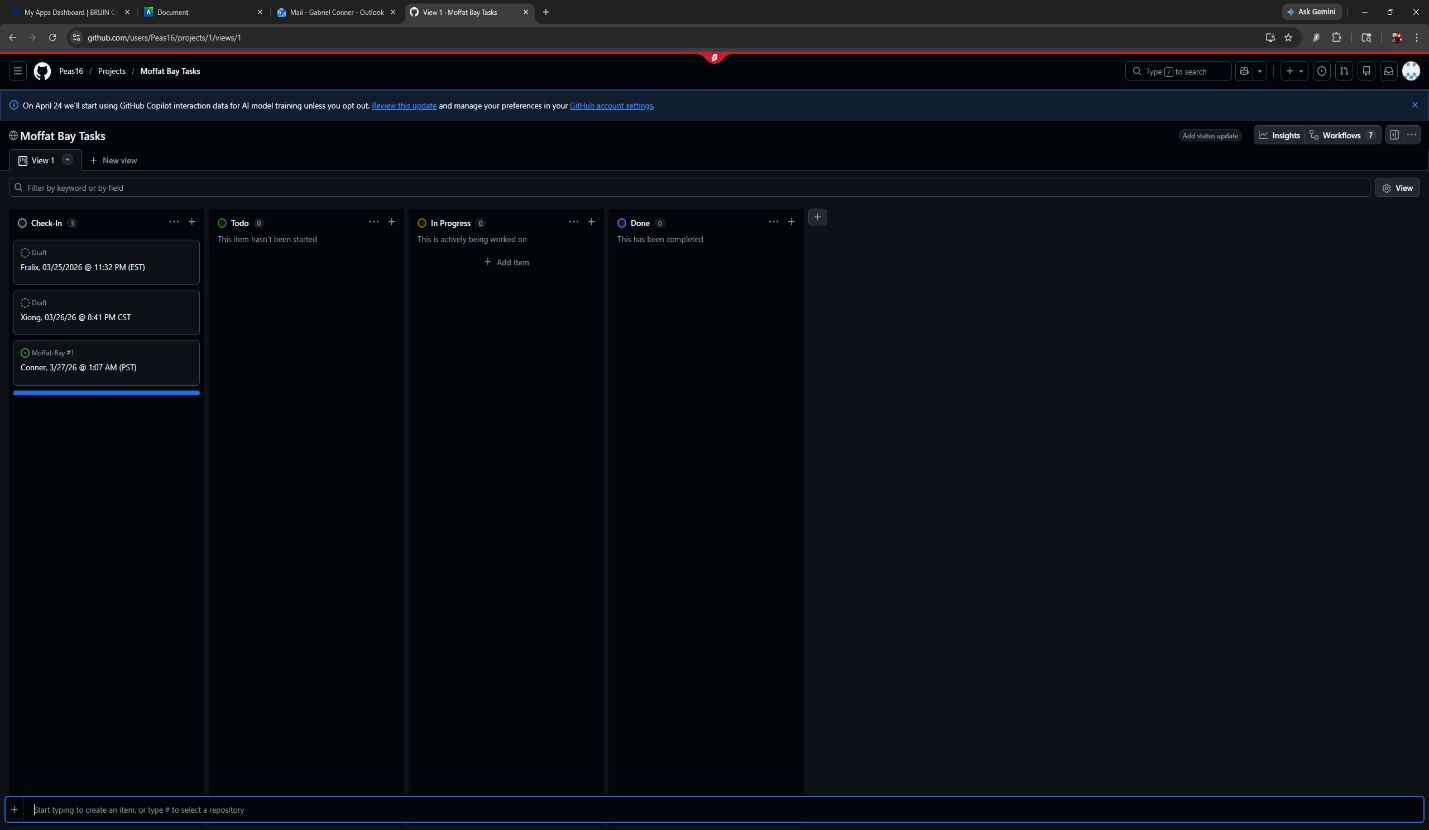 My Apps Dashboard | BRUIN C
Document
Mail - Gabriel Conner - Outlook
View 1 · Moffat Bay Tasks
Ask Gemini
github.com/users/Peas16/projects/1/views/1
Peas16 / Projects / Moffat Bay Tasks
Type / to search
On April 24 we'll start using GitHub Copilot interaction data for AI model training unless you opt out. Review this update and manage your preferences in your GitHub account settings.
Moffat Bay Tasks
Add status update
Insights
Workflows 7
View 1
New view
Filter by keyword or by field
View
Check-In 3
Draft
Fralix, 03/25/2026 @ 11:32 PM (EST)
Draft
Xiong, 03/26/26 @ 8:41 PM CST
Moffat-Bay #1
Conner, 3/27/26 @ 1:07 AM (PST)
Todo 0
This item hasn't been started
In Progress 0
This is actively being worked on
+ Add item
Done 0
This has been completed
Start typing to create an item, or type # to select a repository